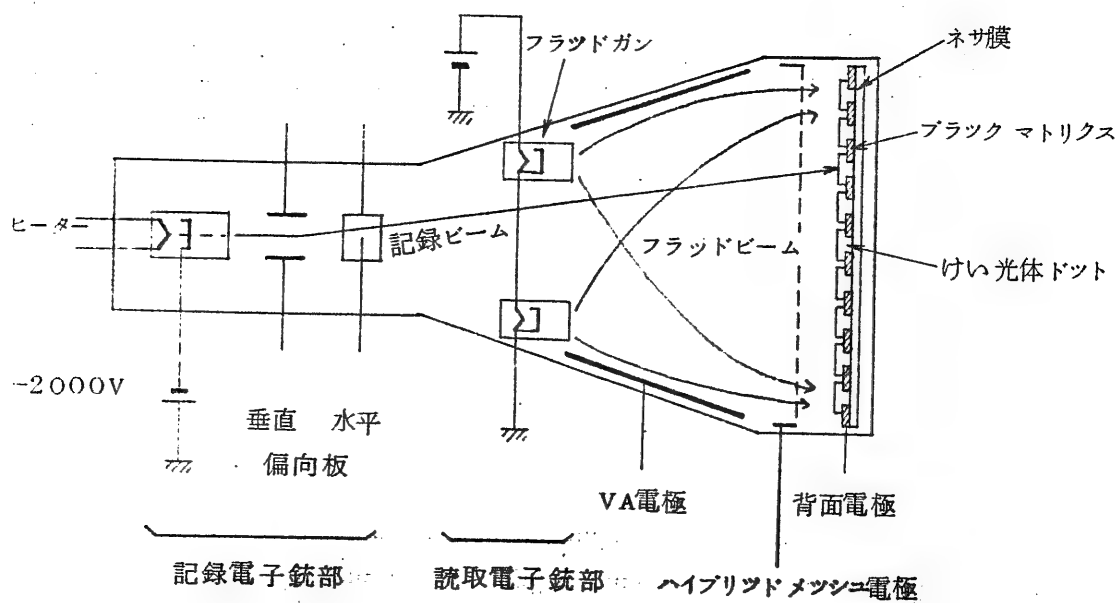 フラツドガン
ネサ膜
ブラック マトリクス
ヒーター
記録ビーム
フラッドビーム
けい光体ドット
-2000V
垂直 水平
偏向板
VA電極
背面電極
記録電子銃部
読取電子銃部
ハイブリツドメツシュ電極